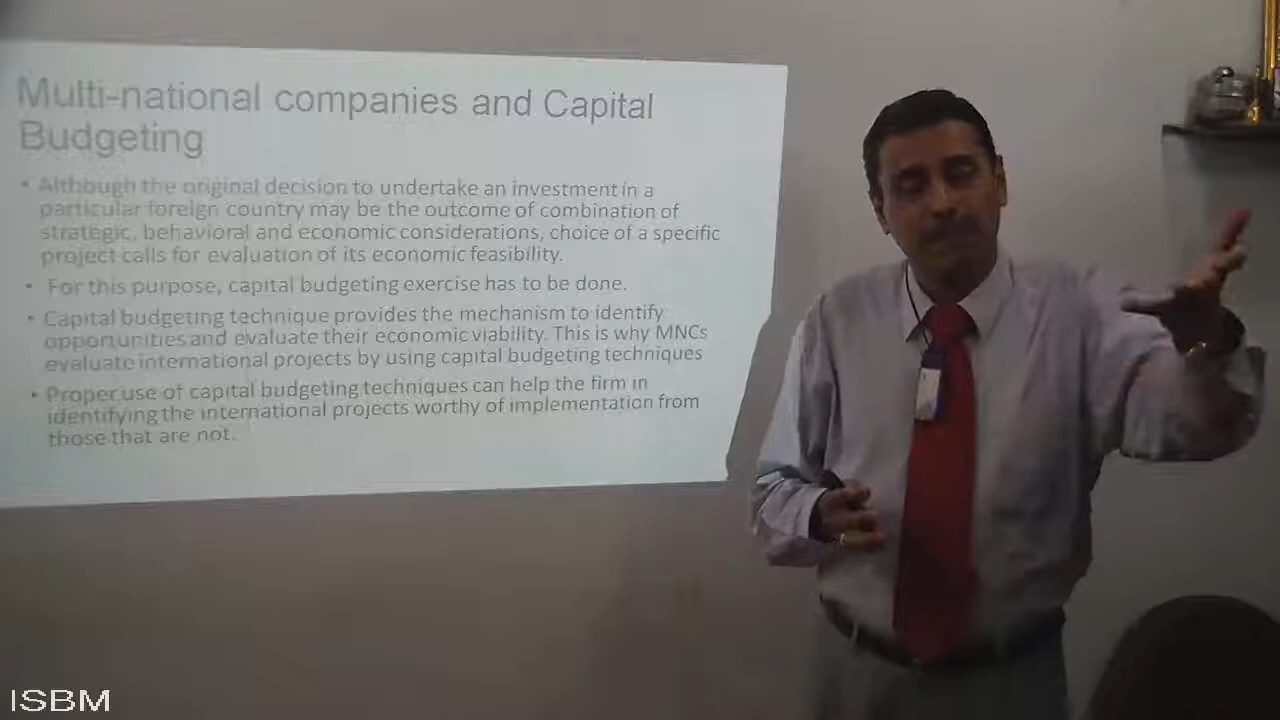 Multi-national companies and Capital
Budgeting
• Although the original decision to undertake an investment in a
particular foreign country may be the outcome of combination of
strategic, behavioral and economic considerations, choice of a specific
project calls for evaluation of its economic feasibility.
• For this purpose, capital budgeting exercise has to be done.
• Capital budgeting technique provides the mechanism to identify
opportunities and evaluate their economic viability. This is why MNCs
evaluate international projects by using capital budgeting techniques
• Proper use of capital budgeting techniques can help the firm in
identifying the international projects worthy of implementation from
those that are not.
ISBM